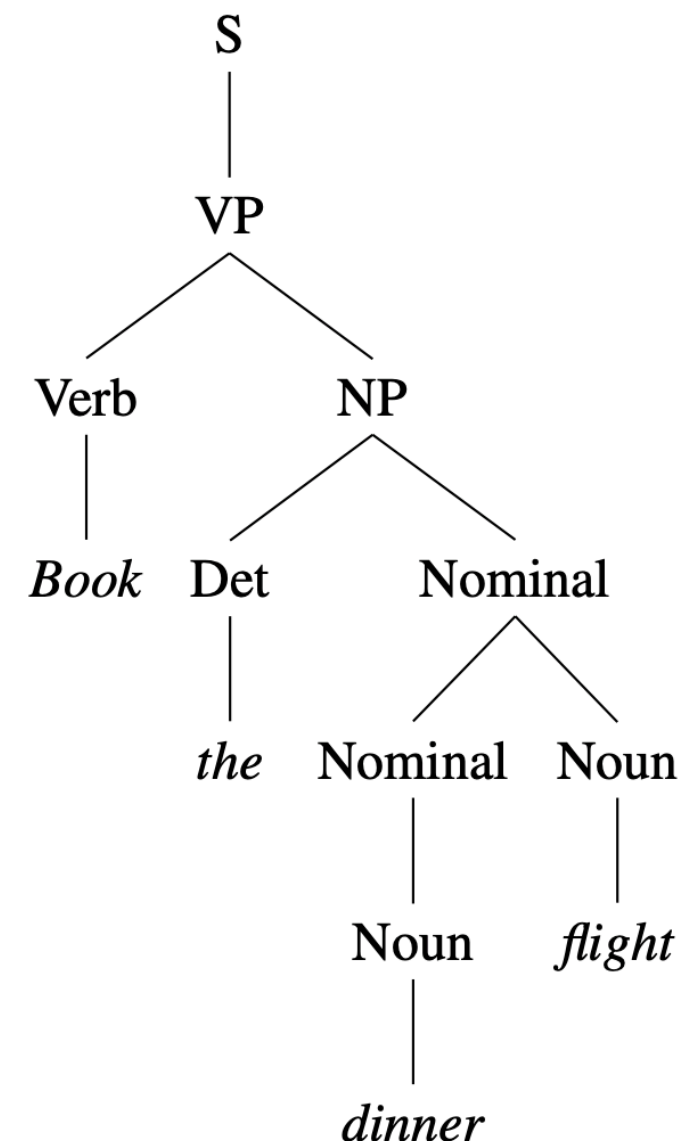 S
VP
Verb NP
Book Det Nominal
the Nominal Noun
Noun flight
dinner